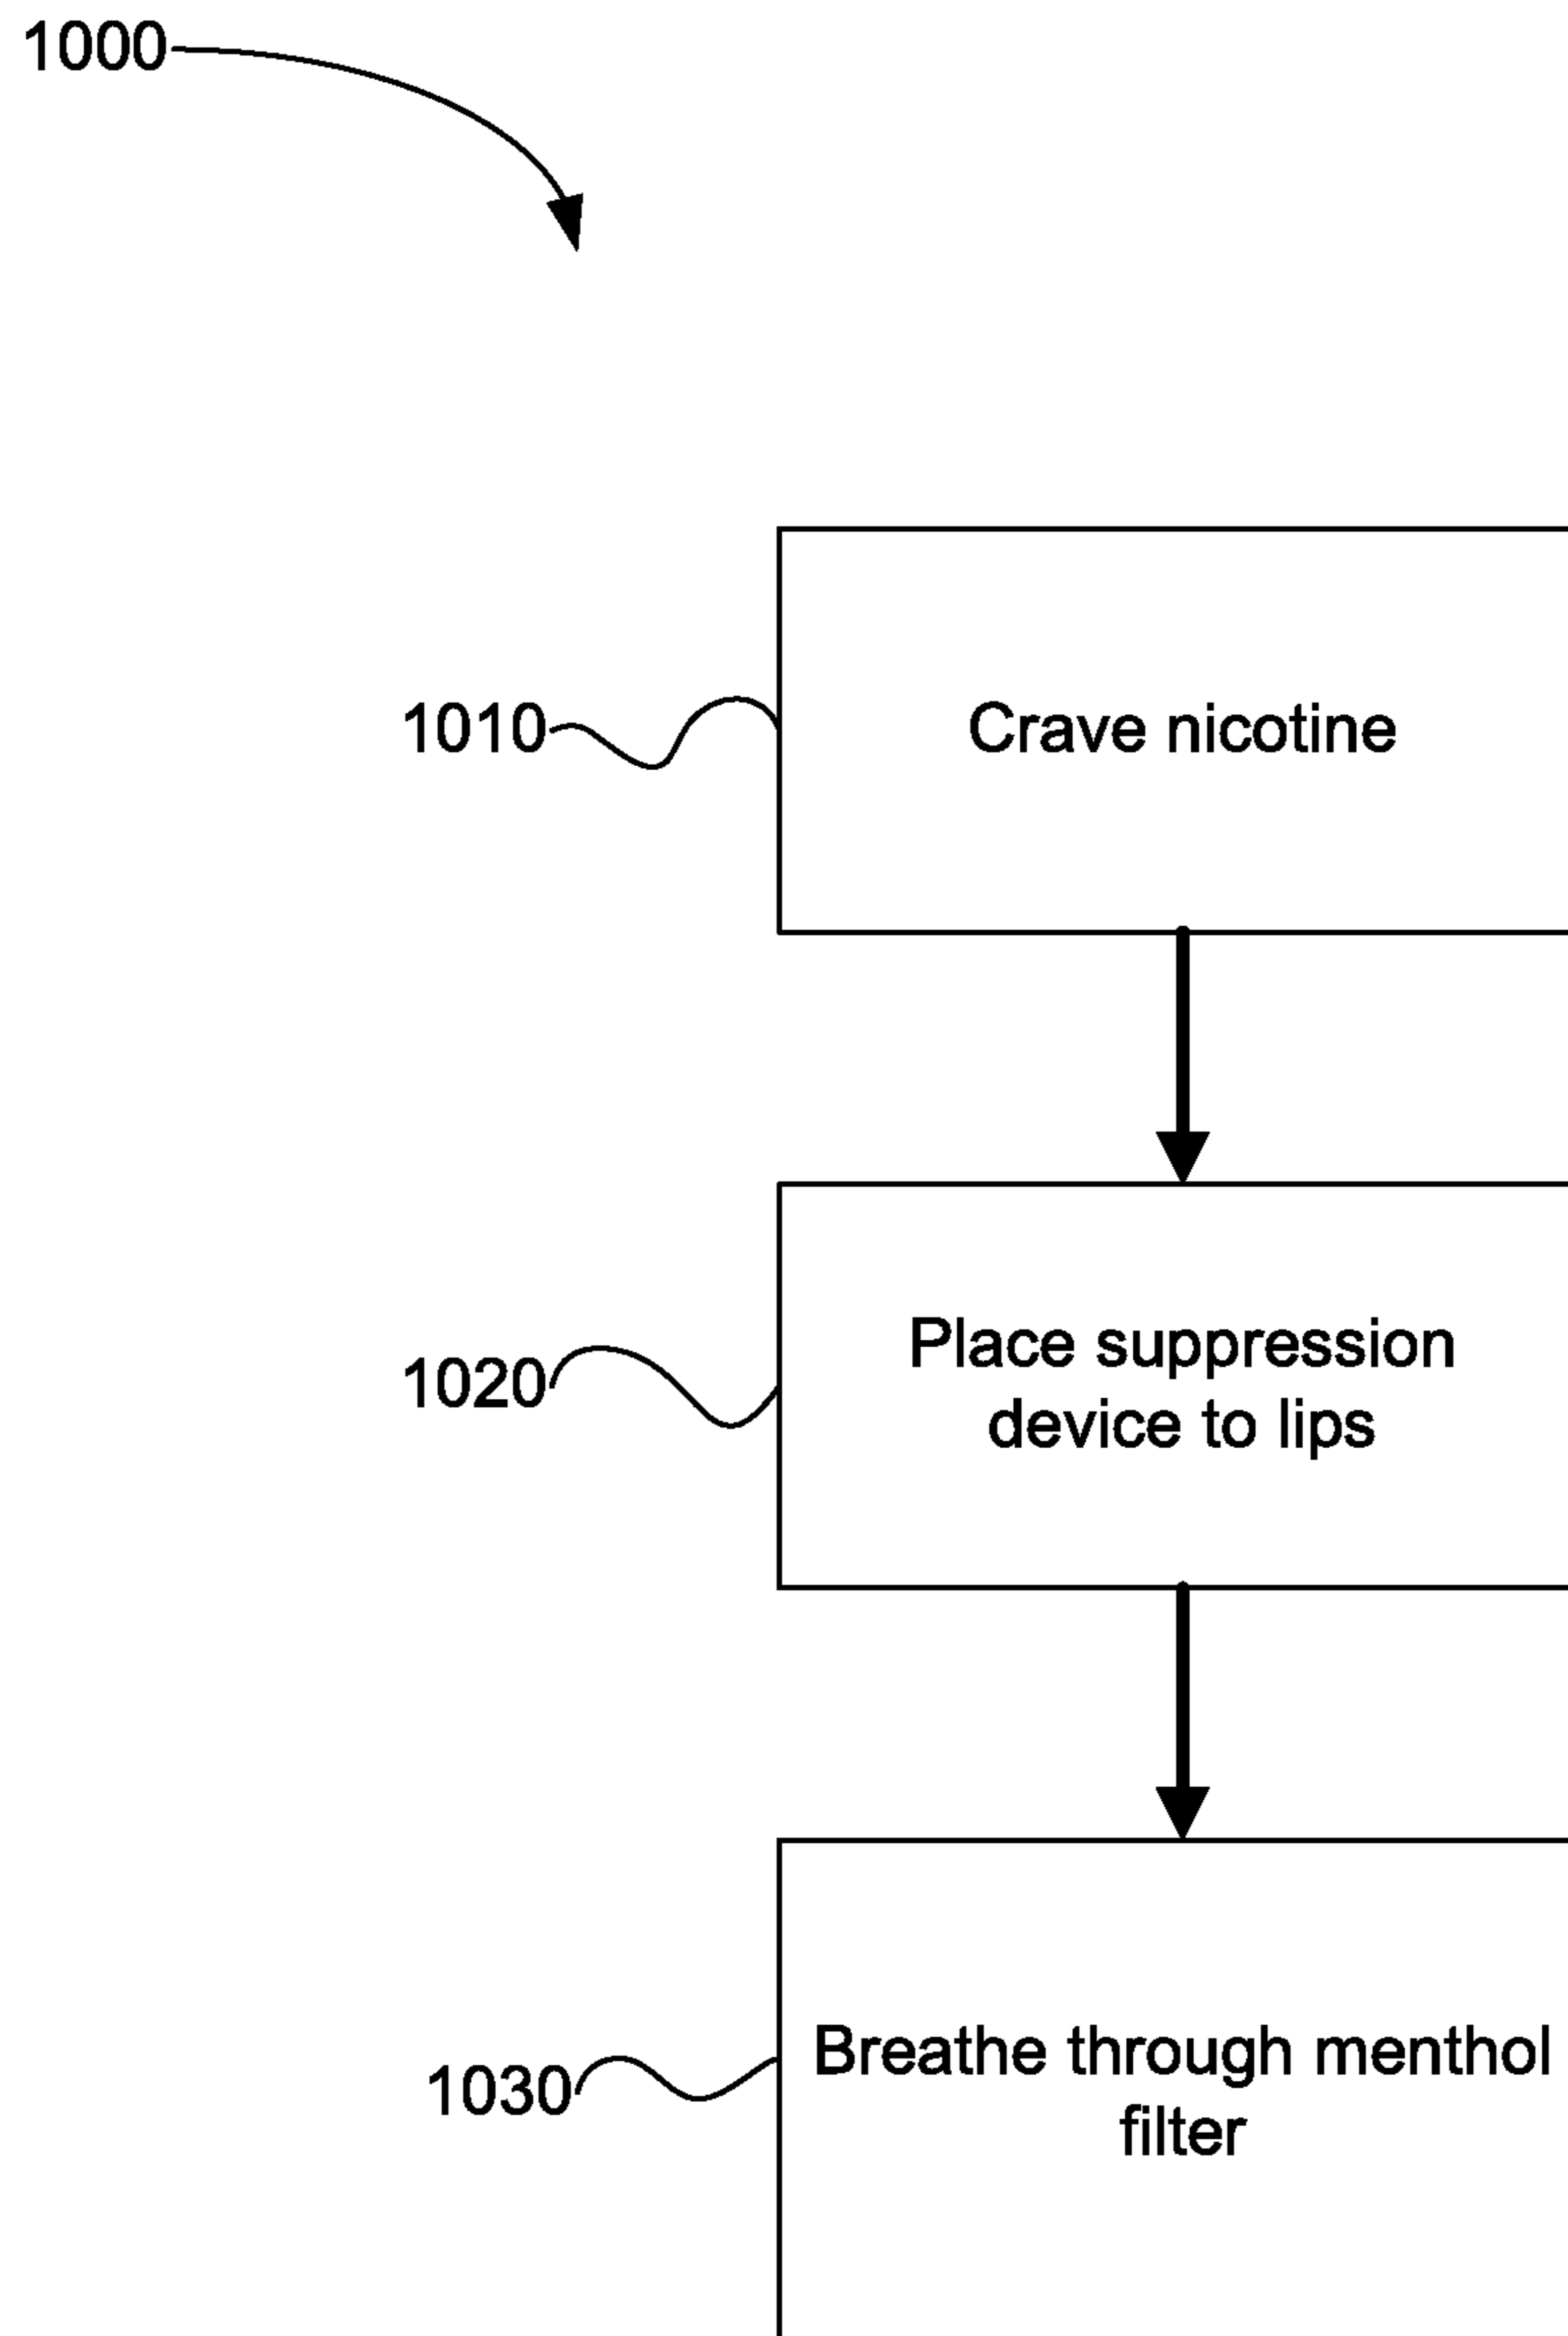 1000
1010
Crave nicotine
1020
Place suppression
device to lips
1030
Breathe through menthol
filter